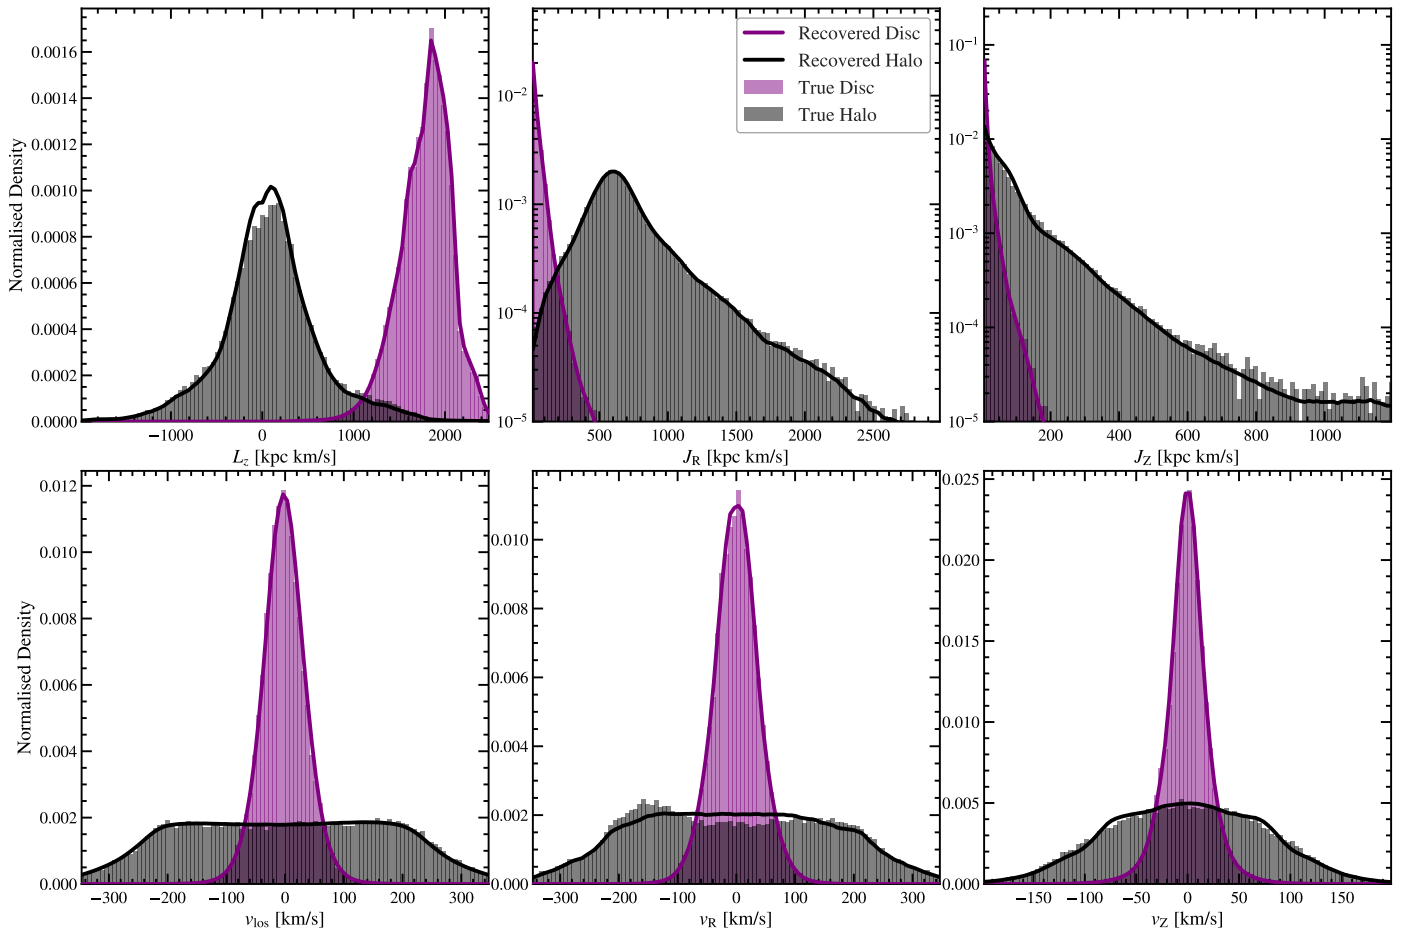 Normalised Density
0.0016
0.0014
0.0012
0.0010
0.0008
0.0006
0.0004
0.0002
0.0000
−1000 0 1000 2000
L_z [kpc km/s]
10⁻²
10⁻³
10⁻⁴
10⁻⁵
500 1000 1500 2000 2500
J_R [kpc km/s]
Recovered Disc
Recovered Halo
True Disc
True Halo
10⁻¹
10⁻²
10⁻³
10⁻⁴
10⁻⁵
200 400 600 800 1000
J_Z [kpc km/s]
Normalised Density
0.012
0.010
0.008
0.006
0.004
0.002
0.000
−300 −200 −100 0 100 200 300
v_los [km/s]
0.010
0.008
0.006
0.004
0.002
0.000
−300 −200 −100 0 100 200 300
v_R [km/s]
0.025
0.020
0.015
0.010
0.005
0.000
−150 −100 −50 0 50 100 150
v_Z [km/s]